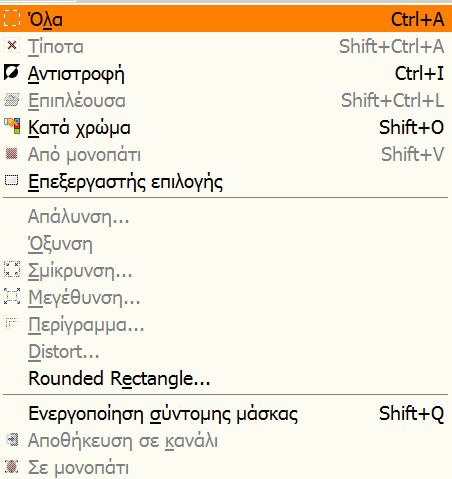 Όλα Ctrl+A
Τίποτα Shift+Ctrl+A
Αντιστροφή Ctrl+I
Επιπλέουσα Shift+Ctrl+L
Κατά χρώμα Shift+O
Από μονοπάτι Shift+V
Επεξεργαστής επιλογής
Απάλυνση...
Όξυνση
Σμίκρυνση...
Μεγέθυνση...
Περίγραμμα...
Distort...
Rounded Rectangle...
Ενεργοποίηση σύντομης μάσκας Shift+Q
Αποθήκευση σε κανάλι
Σε μονοπάτι